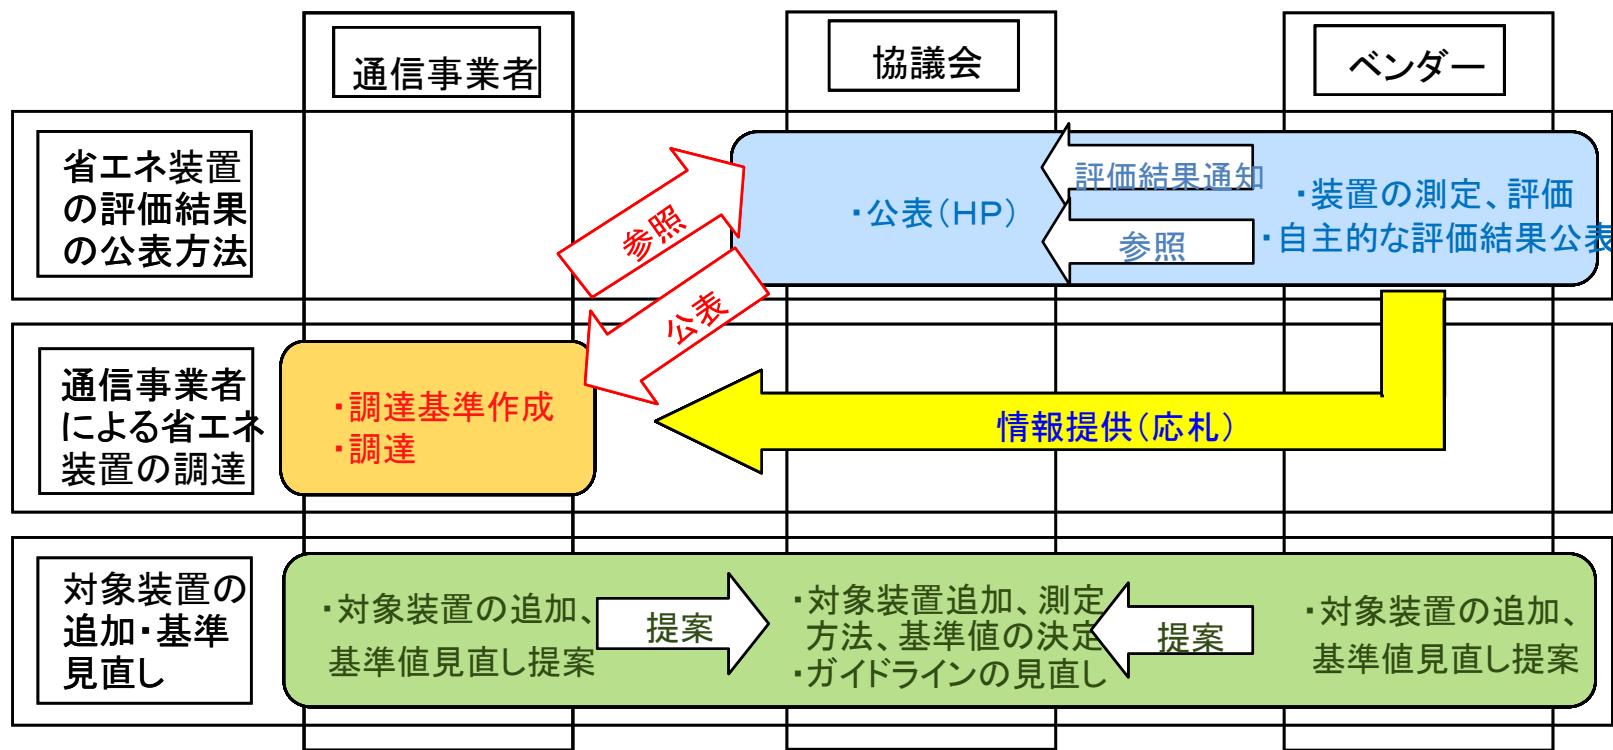 通信事業者
協議会
ベンダー
省エネ装置
の評価結果
の公表方法
参照
公表
・公表(HP)
評価結果通知
参照
・装置の測定、評価
・自主的な評価結果公表
通信事業者
による省エネ
装置の調達
・調達基準作成
・調達
情報提供(応札)
対象装置の
追加・基準
見直し
・対象装置の追加、
基準値見直し提案
提案
・対象装置追加、測定
方法、基準値の決定
・ガイドラインの見直し
提案
・対象装置の追加、
基準値見直し提案